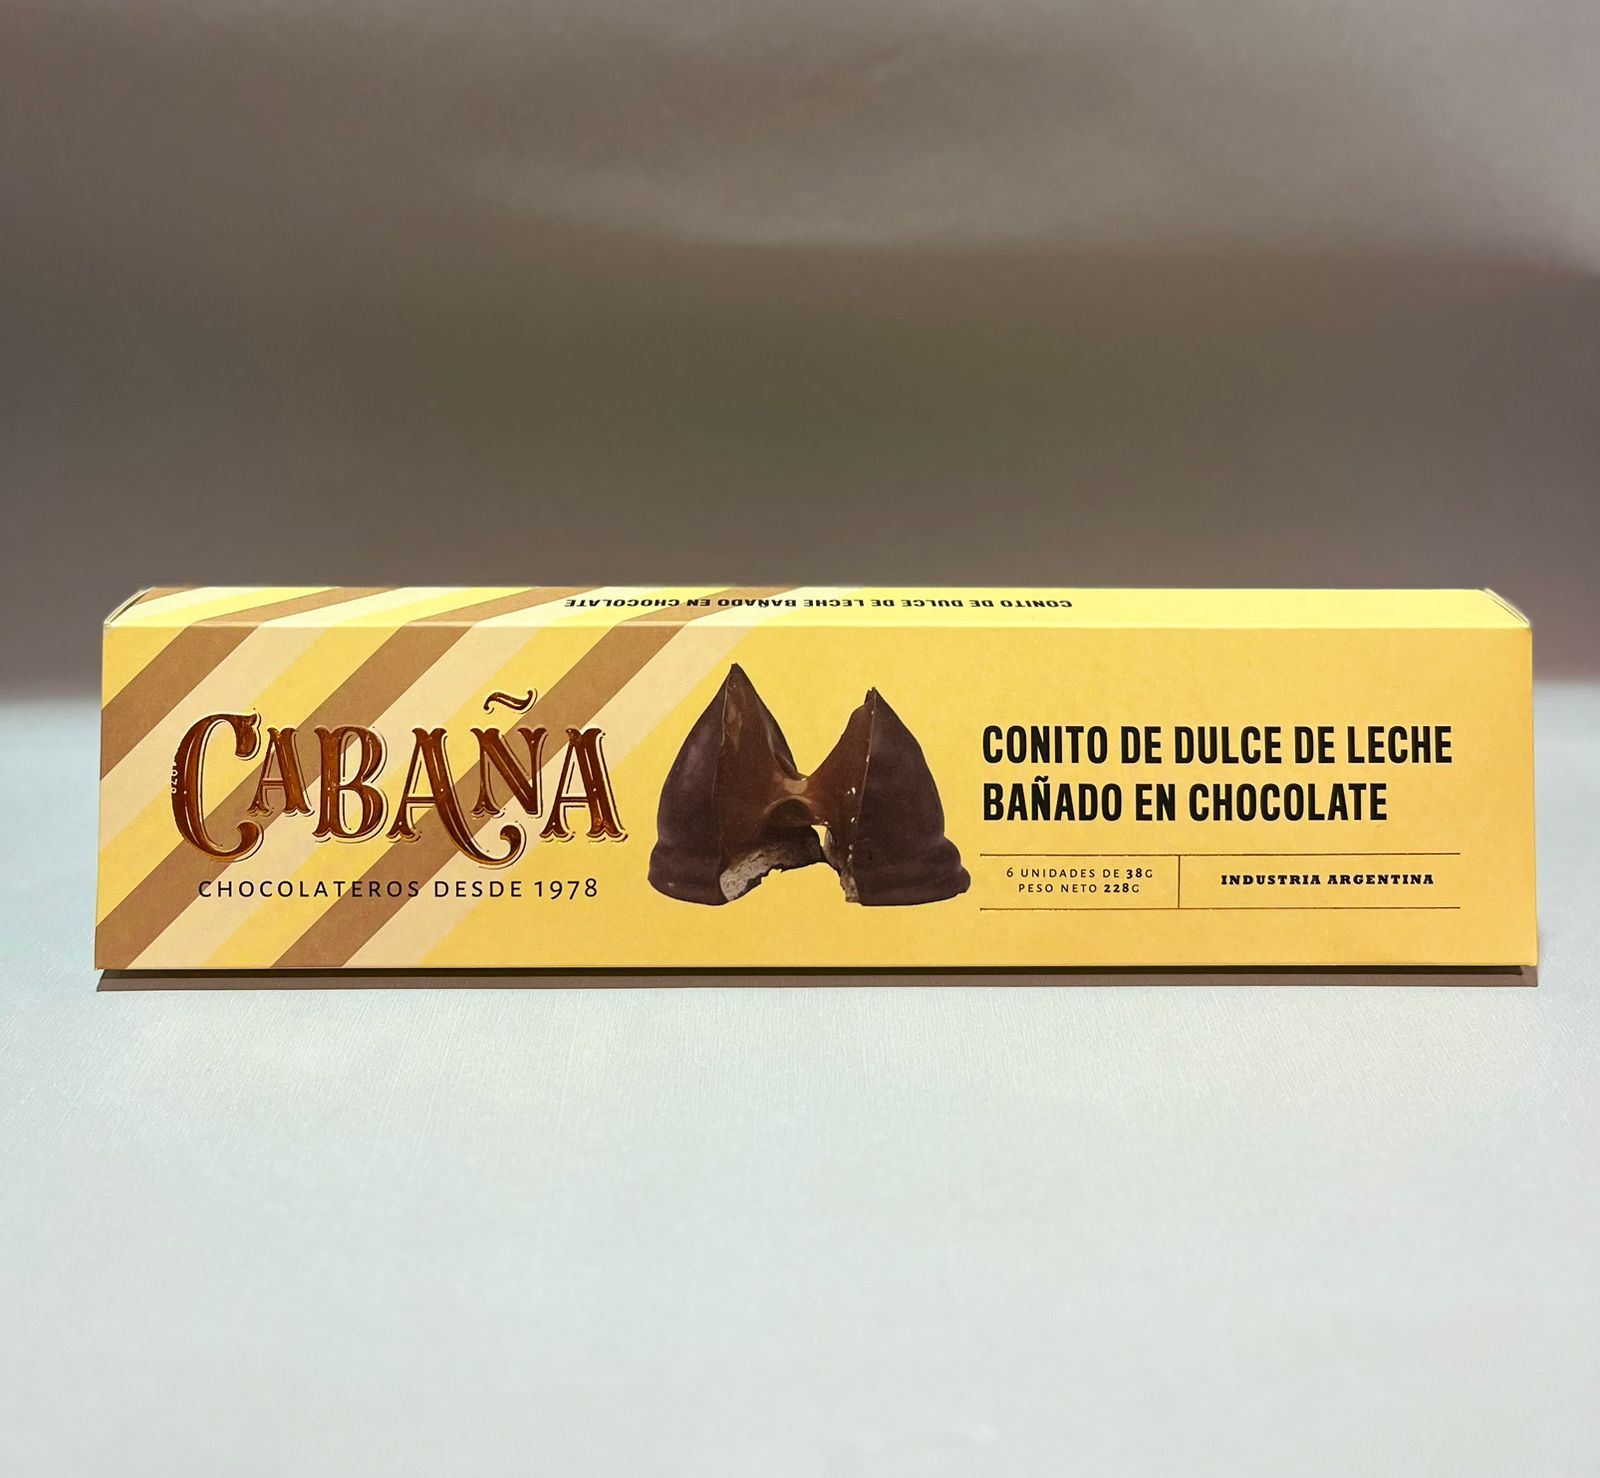 CONITO DE DULCE DE LECHE BAÑADO EN CHOCOLATE
CABAÑA
CHOCOLATEROS DESDE 1978
CONITO DE DULCE DE LECHE
BAÑADO EN CHOCOLATE
6 UNIDADES DE 38G
PESO NETO 228G
INDUSTRIA ARGENTINA